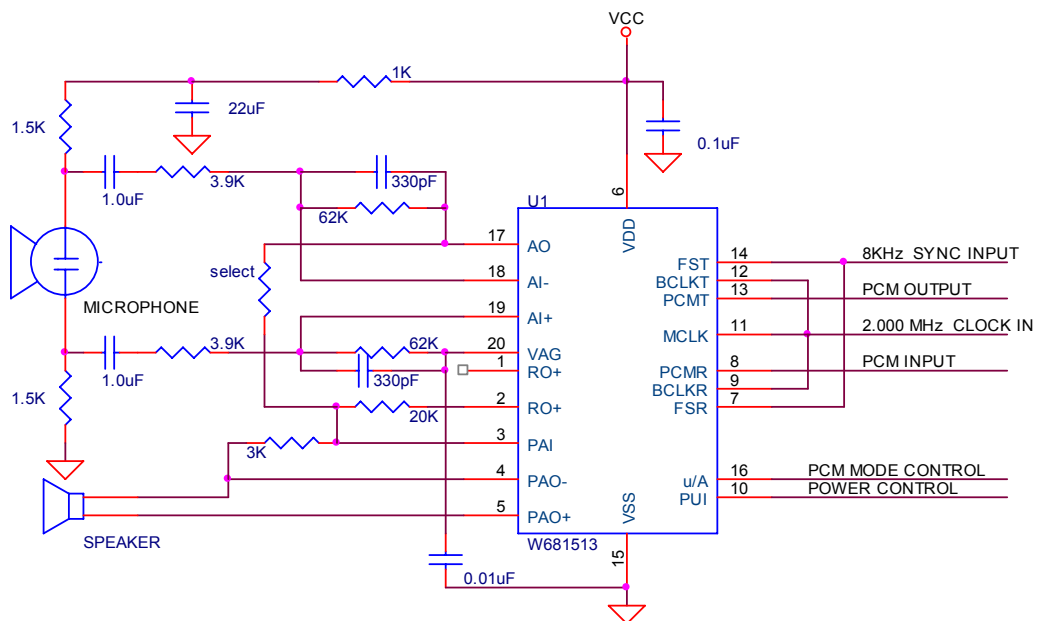 VCC
1K
22uF
0.1uF
1.5K
1.0uF
3.9K
330pF
62K
6
U1
VDD
17
AO
select
18
AI-
MICROPHONE
19
AI+
3.9K
62K
20
VAG
1.0uF
330pF
1
RO+
1.5K
20K
2
RO+
3K
3
PAI
4
PAO-
5
PAO+
SPEAKER
VSS
W681513
15
0.01uF
14
FST
8KHz SYNC INPUT
12
BCLKT
13
PCMT
PCM OUTPUT
11
MCLK
2.000 MHz CLOCK IN
8
PCMR
PCM INPUT
9
BCLKR
7
FSR
16
u/A
PCM MODE CONTROL
10
PUI
POWER CONTROL